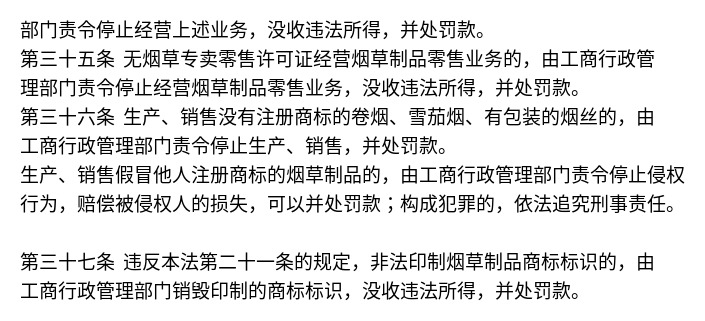 部门责令停止经营上述业务，没收违法所得，并处罚款。
第三十五条 无烟草专卖零售许可证经营烟草制品零售业务的，由工商行政管
理部门责令停止经营烟草制品零售业务，没收违法所得，并处罚款。
第三十六条 生产、销售没有注册商标的卷烟、雪茄烟、有包装的烟丝的，由
工商行政管理部门责令停止生产、销售，并处罚款。
生产、销售假冒他人注册商标的烟草制品的，由工商行政管理部门责令停止侵权
行为，赔偿被侵权人的损失，可以并处罚款；构成犯罪的，依法追究刑事责任。
第三十七条 违反本法第二十一条的规定，非法印制烟草制品商标标识的，由
工商行政管理部门销毁印制的商标标识，没收违法所得，并处罚款。